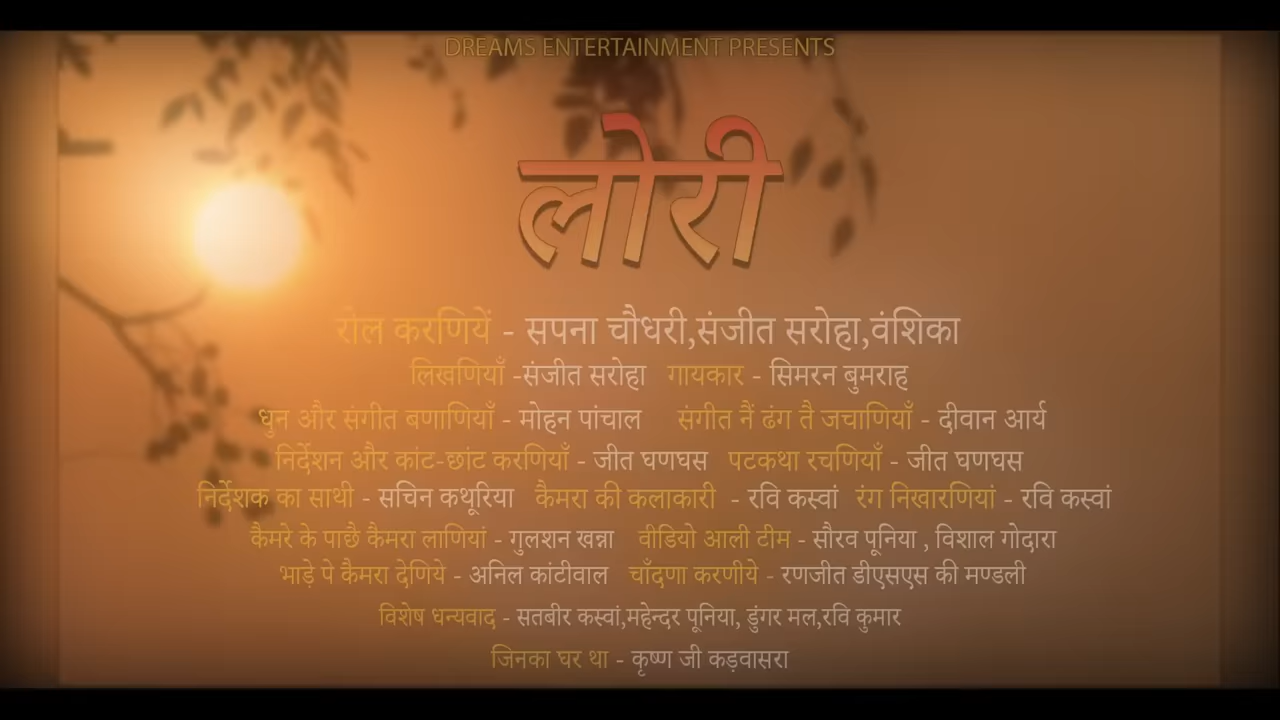 DREAMS ENTERTAINMENT PRESENTS
लोरी
रोल करणियें - सपना चौधरी,संजीत सरोहा,वंशिका
लिखणियाँ -संजीत सरोहा गायकार - सिमरन बुमराह
धुन और संगीत बणाणियाँ - मोहन पांचाल संगीत नैं ढंग तै जचाणियाँ - दीवान आर्य
निर्देशन और कांट-छांट करणियाँ - जीत घणघस पटकथा रचणियाँ - जीत घणघस
निर्देशक का साथी - सचिन कथूरिया कैमरा की कलाकारी - रवि कस्वां रंग निखारणियां - रवि कस्वां
कैमरे के पाछै कैमरा लाणियां - गुलशन खन्ना वीडियो आली टीम - सौरव पूनिया , विशाल गोदारा
भाड़े पे कैमरा देणिये - अनिल कांटीवाल चाँदणा करणीये - रणजीत डीएसएस की मण्डली
विशेष धन्यवाद - सतबीर कस्वां,महेन्दर पूनिया, डुंगर मल,रवि कुमार
जिनका घर था - कृष्ण जी कड़वासरा